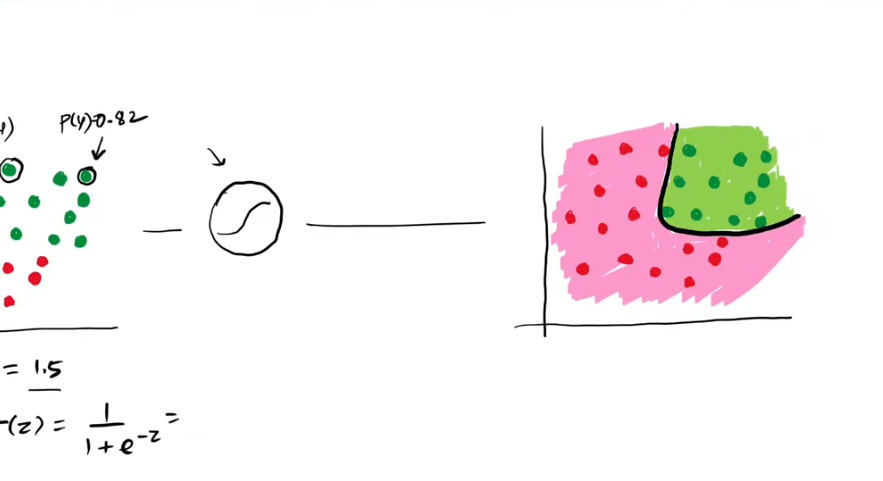 P(y)=0.82
= 1.5
(z) = 1 / 1 + e^-z =